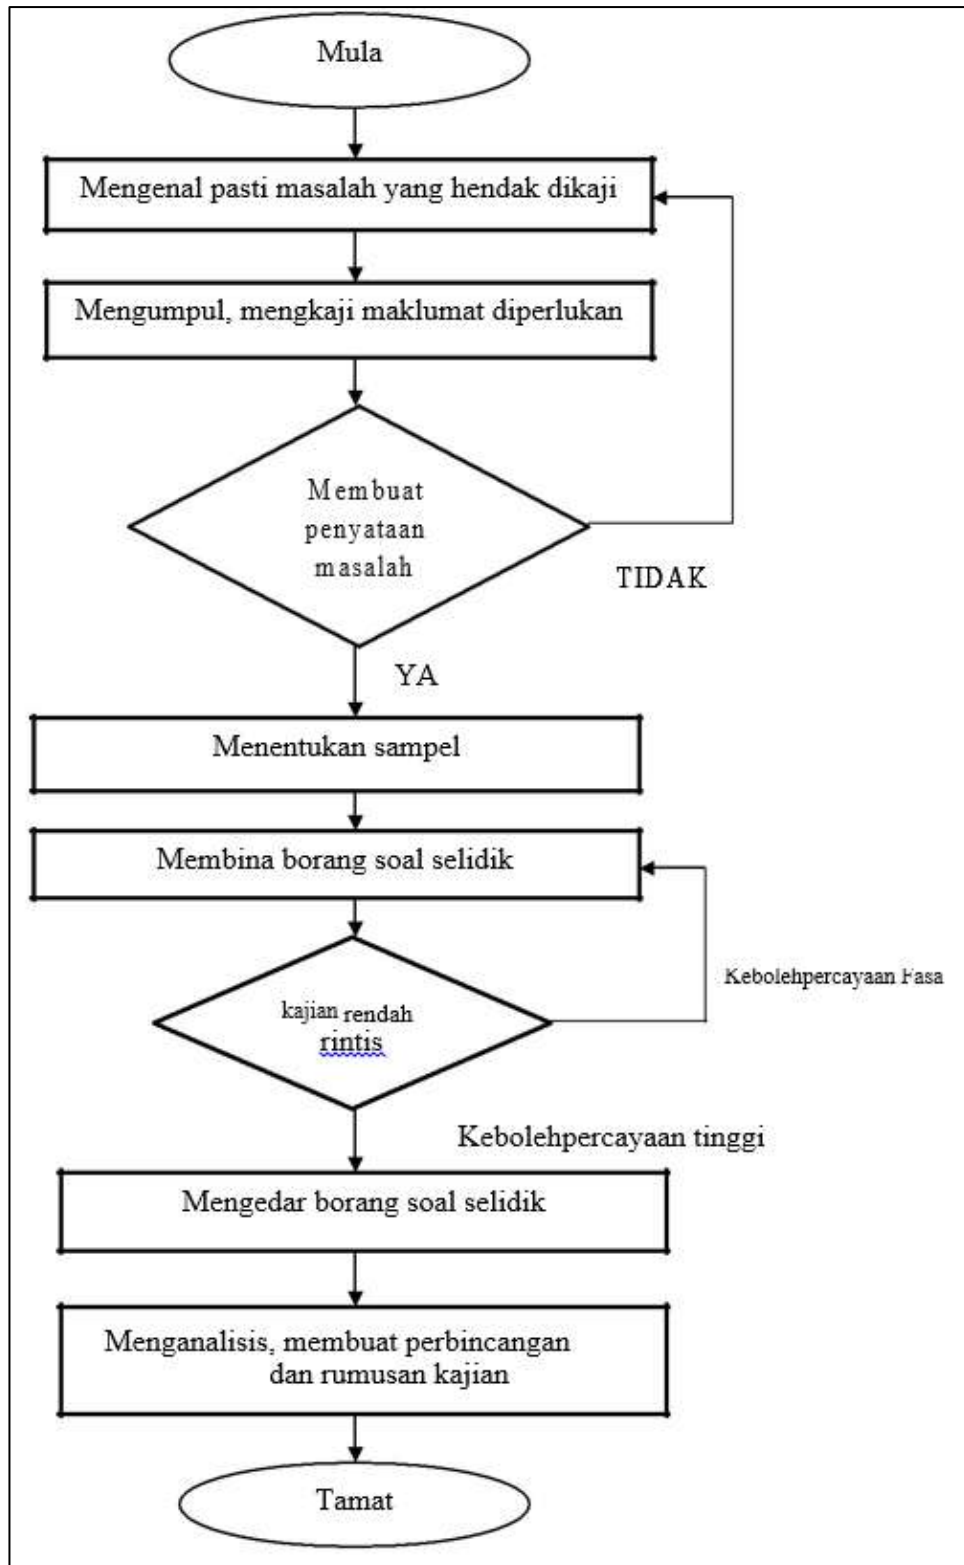 Mula
Mengenal pasti masalah yang hendak dikaji
Mengumpul, mengkaji maklumat diperlukan
Membuat
penyataan
masalah
TIDAK
YA
Menentukan sampel
Membina borang soal selidik
Kebolehpercayaan Fasa
kajian rendah
rintis
Kebolehpercayaan tinggi
Mengedar borang soal selidik
Menganalisis, membuat perbincangan
dan rumusan kajian
Tamat